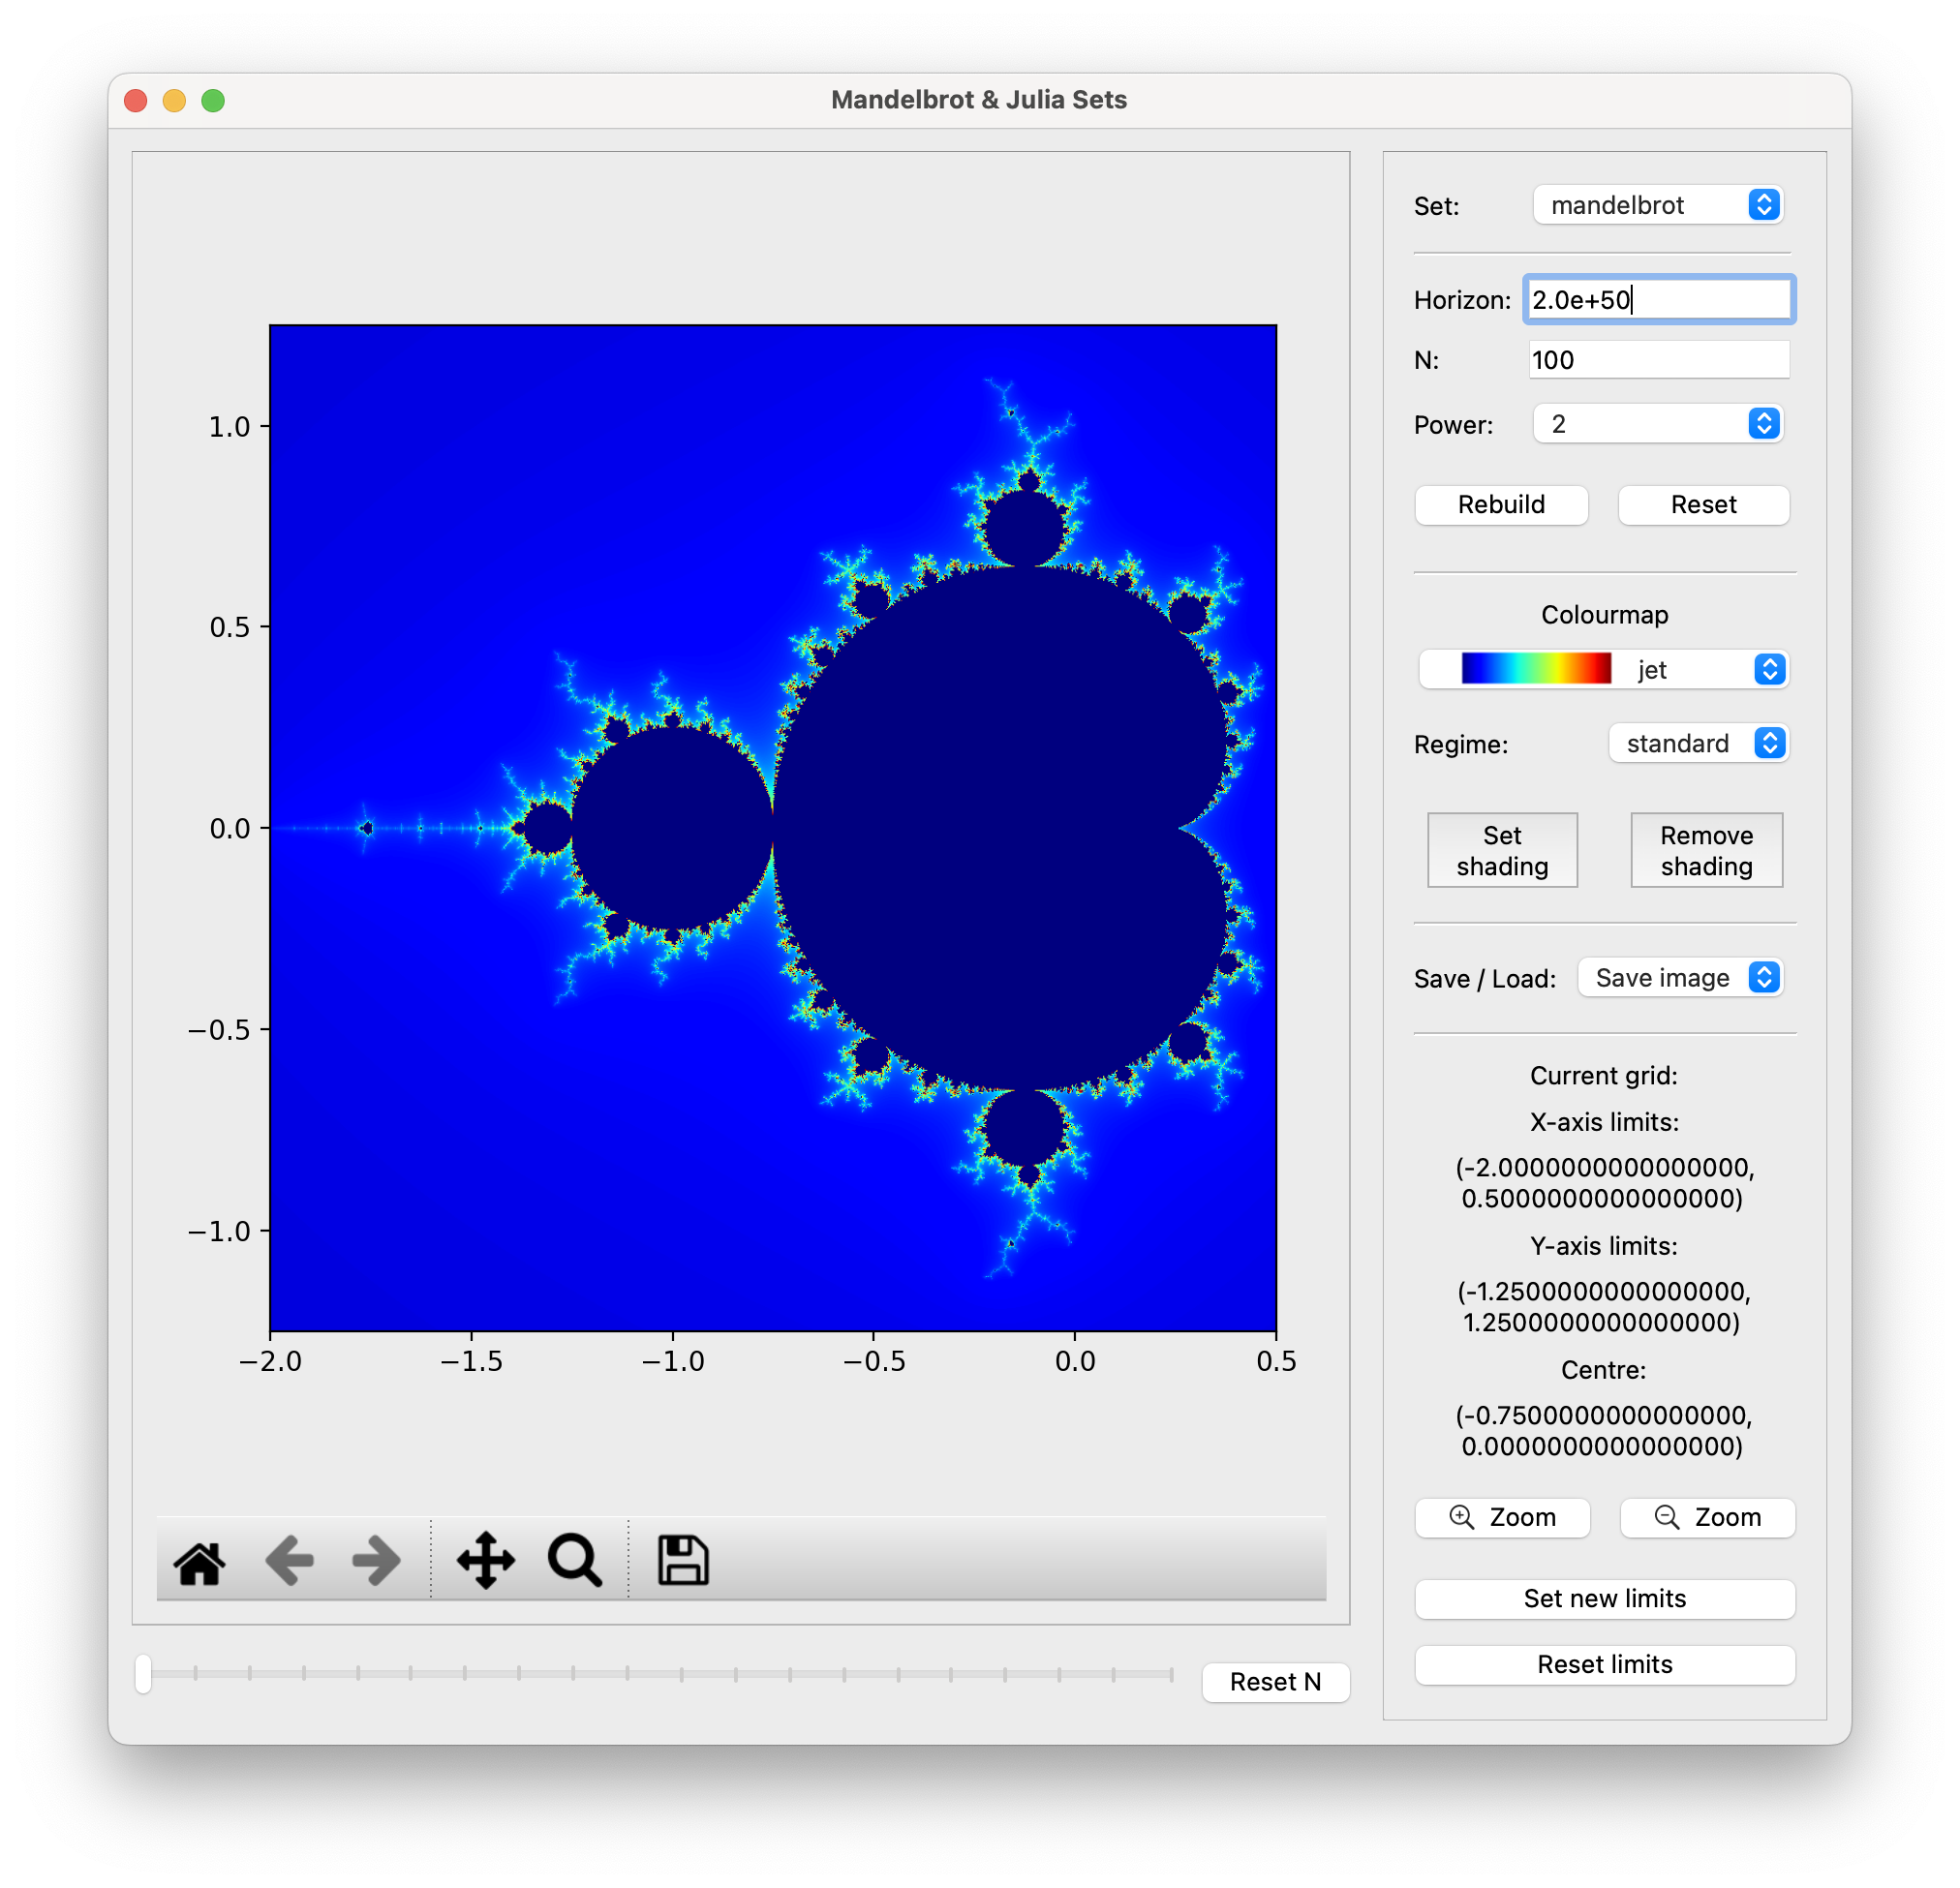 Mandelbrot & Julia Sets
1.0
0.5
0.0
−0.5
−1.0
−2.0 −1.5 −1.0 −0.5 0.0 0.5
Reset N
Set: mandelbrot
Horizon: 2.0e+50
N: 100
Power: 2
Rebuild Reset
Colourmap
jet
Regime: standard
Set
shading
Remove
shading
Save / Load: Save image
Current grid:
X-axis limits:
(-2.0000000000000000,
0.5000000000000000)
Y-axis limits:
(-1.2500000000000000,
1.2500000000000000)
Centre:
(-0.7500000000000000,
0.0000000000000000)
Zoom Zoom
Set new limits
Reset limits